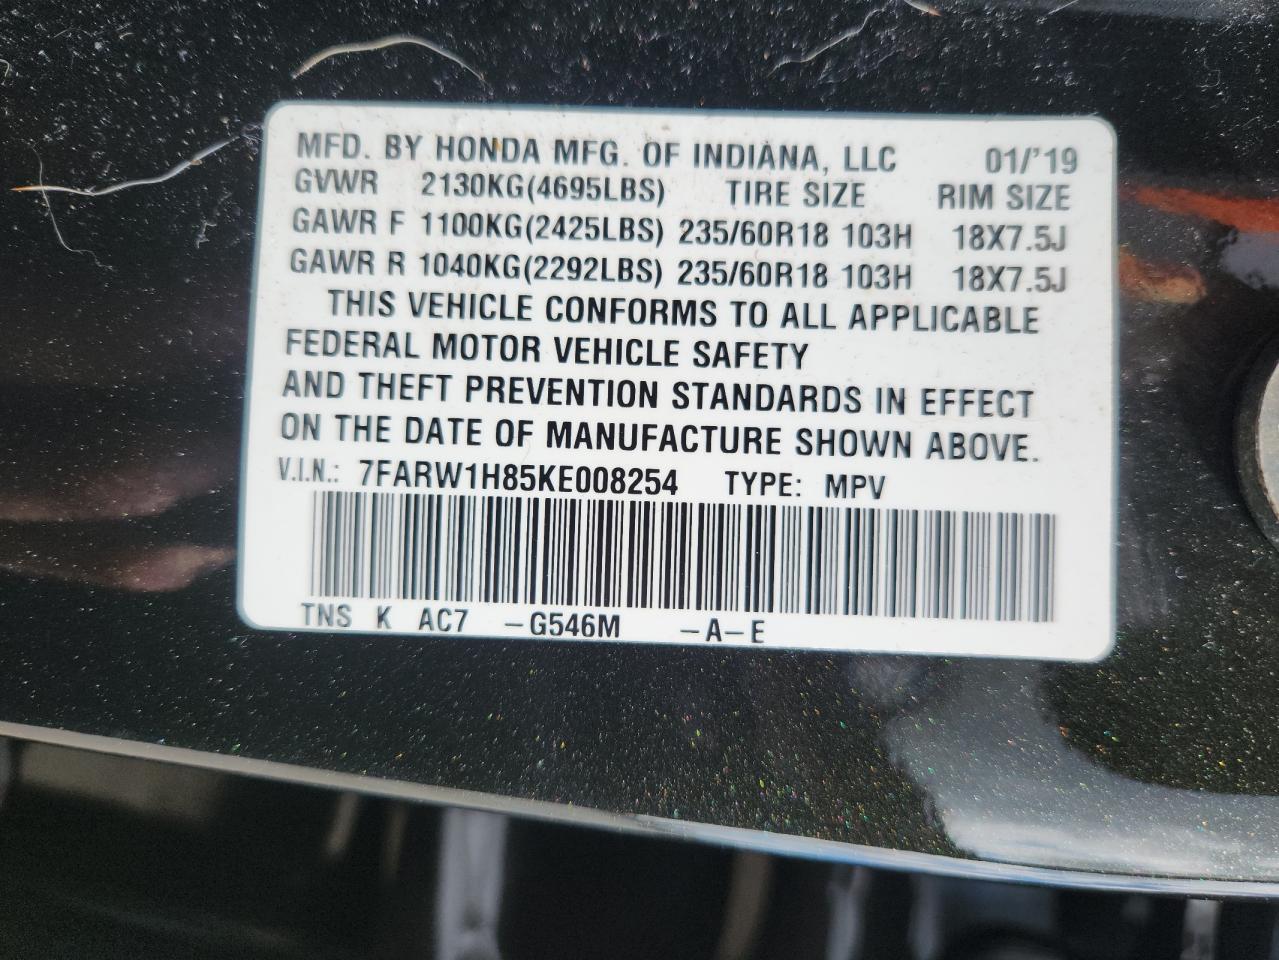 MFD. BY HONDA MFG. OF INDIANA, LLC 01/'19
GVWR 2130KG(4695LBS) TIRE SIZE RIM SIZE
GAWR F 1100KG(2425LBS) 235/60R18 103H 18X7.5J
GAWR R 1040KG(2292LBS) 235/60R18 103H 18X7.5J
THIS VEHICLE CONFORMS TO ALL APPLICABLE
FEDERAL MOTOR VEHICLE SAFETY
AND THEFT PREVENTION STANDARDS IN EFFECT
ON THE DATE OF MANUFACTURE SHOWN ABOVE.
V.I.N.: 7FARW1H85KE008254 TYPE: MPV
TNS K AC7 -G546M -A-E